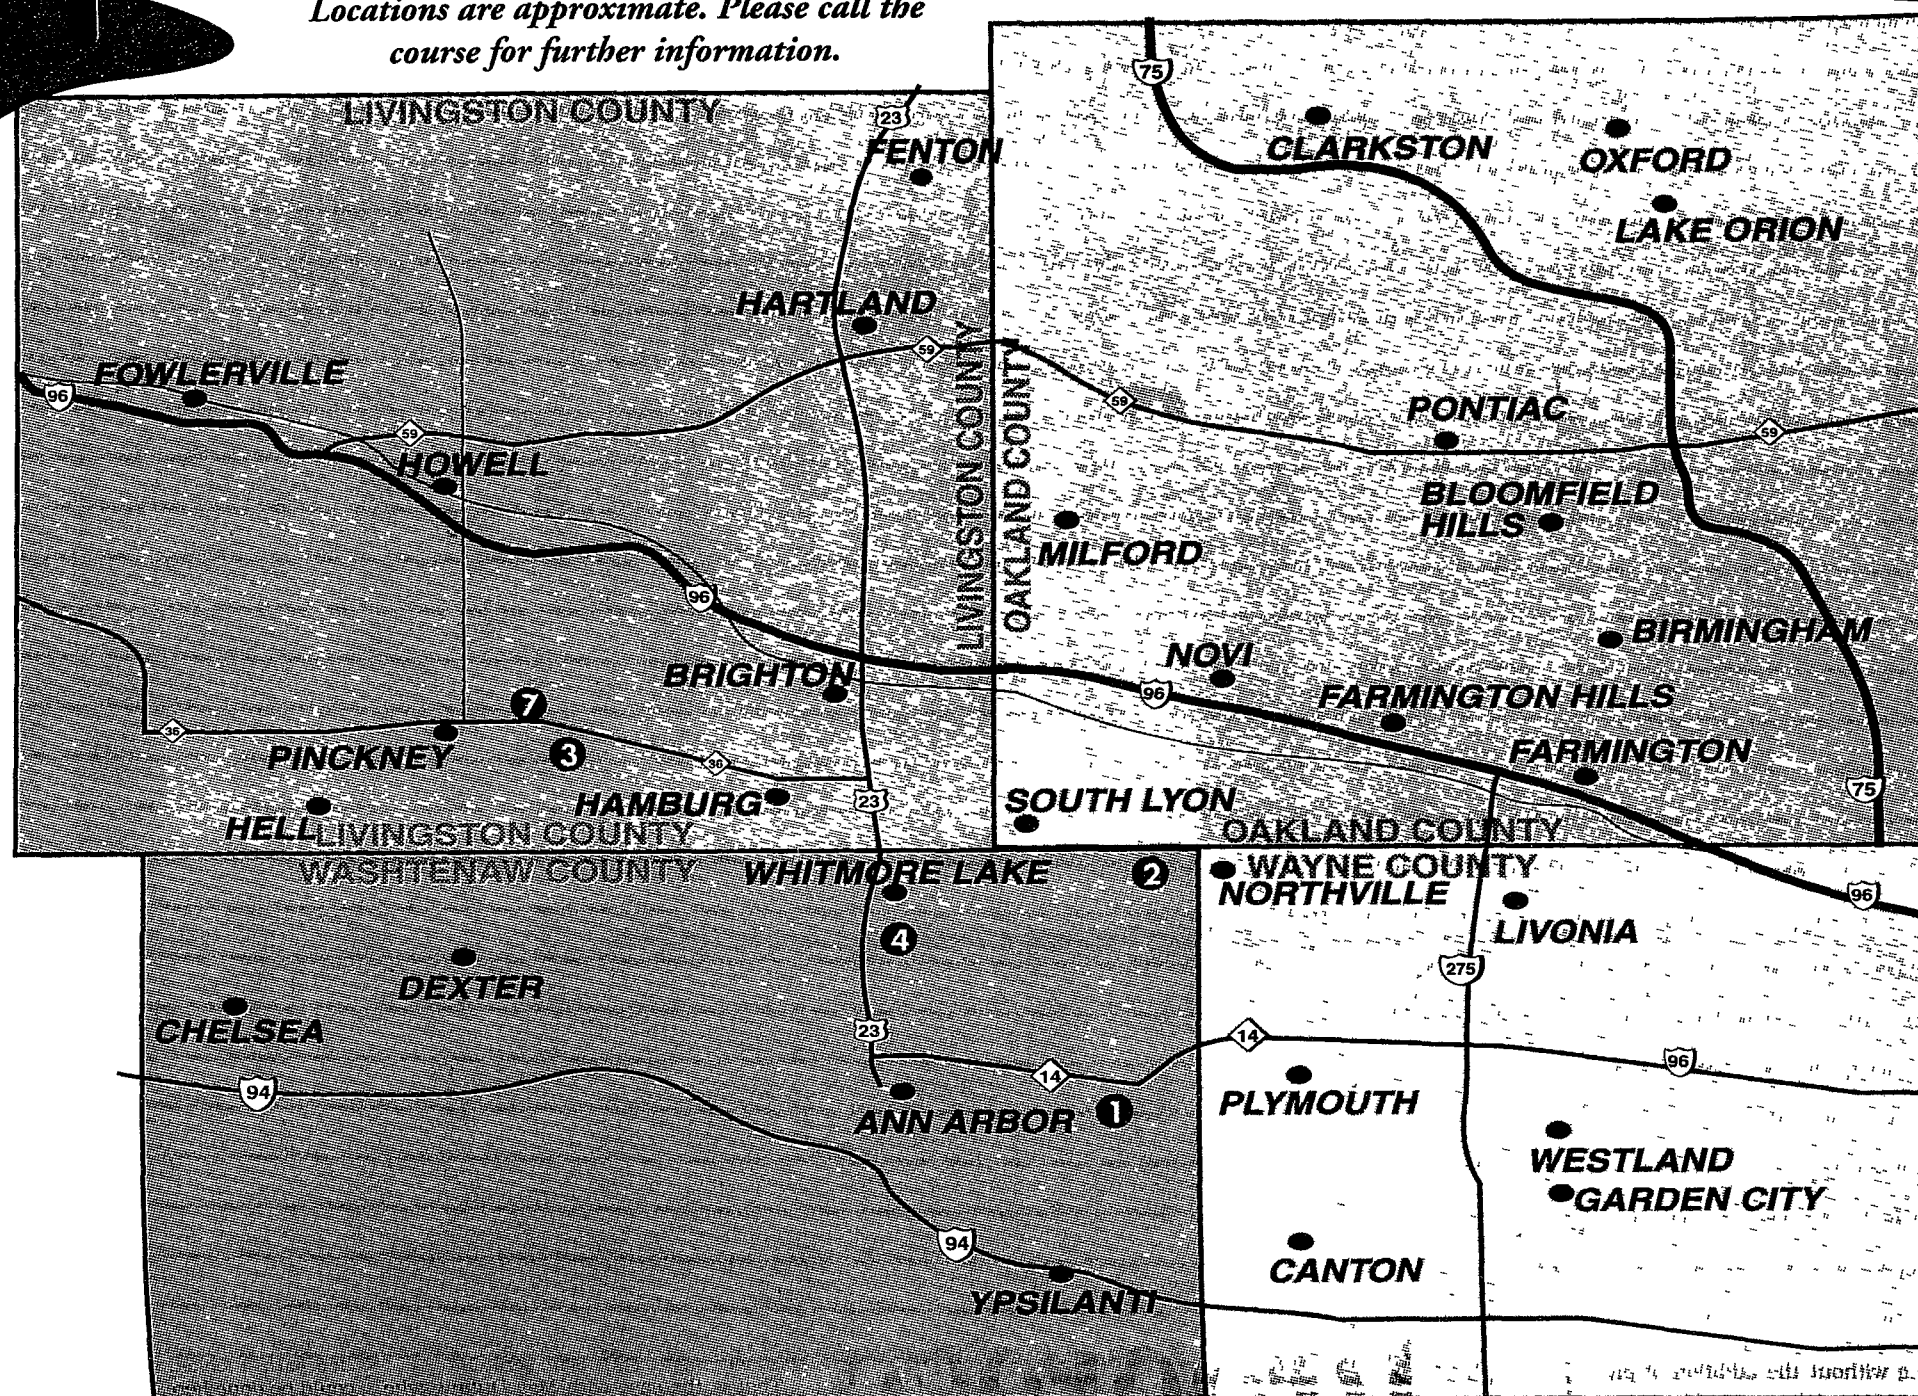 Locations are approximate. Please call the
course for further information.
LIVINGSTON COUNTY
23
FENTON
75
CLARKSTON
OXFORD
LAKE ORION
HARTLAND
59
FOWLERVILLE
96
59
HOWELL
LIVINGSTON COUNTY
OAKLAND COUNTY
59
PONTIAC
59
BLOOMFIELD
HILLS
MILFORD
96
BIRMINGHAM
BRIGHTON
NOVI
96
FARMINGTON HILLS
FARMINGTON
7
36
PINCKNEY
3
36
HAMBURG
23
SOUTH LYON
75
HELL
LIVINGSTON COUNTY
OAKLAND COUNTY
WASHTENAW COUNTY
WHITMORE LAKE
2
WAYNE COUNTY
NORTHVILLE
96
LIVONIA
4
DEXTER
275
CHELSEA
23
14
96
14
94
ANN ARBOR
1
PLYMOUTH
WESTLAND
GARDEN CITY
94
CANTON
YPSILANTI